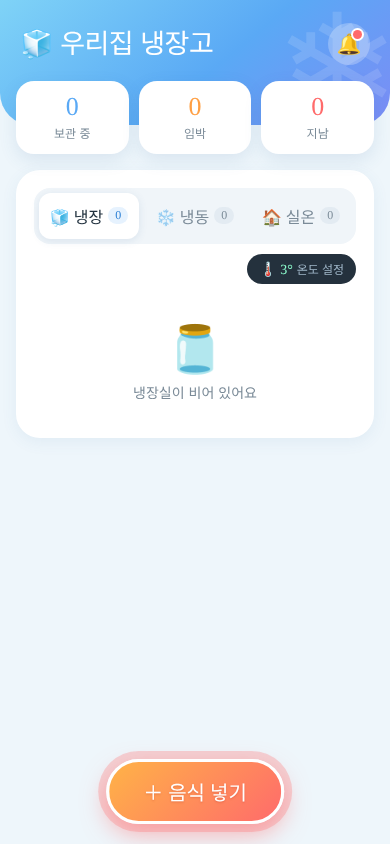 우리집 냉장고
0 0 0
보관 중 임박 지남
냉장 0 냉동 0 실온 0
3° 온도 설정
냉장실이 비어 있어요
+ 음식 넣기